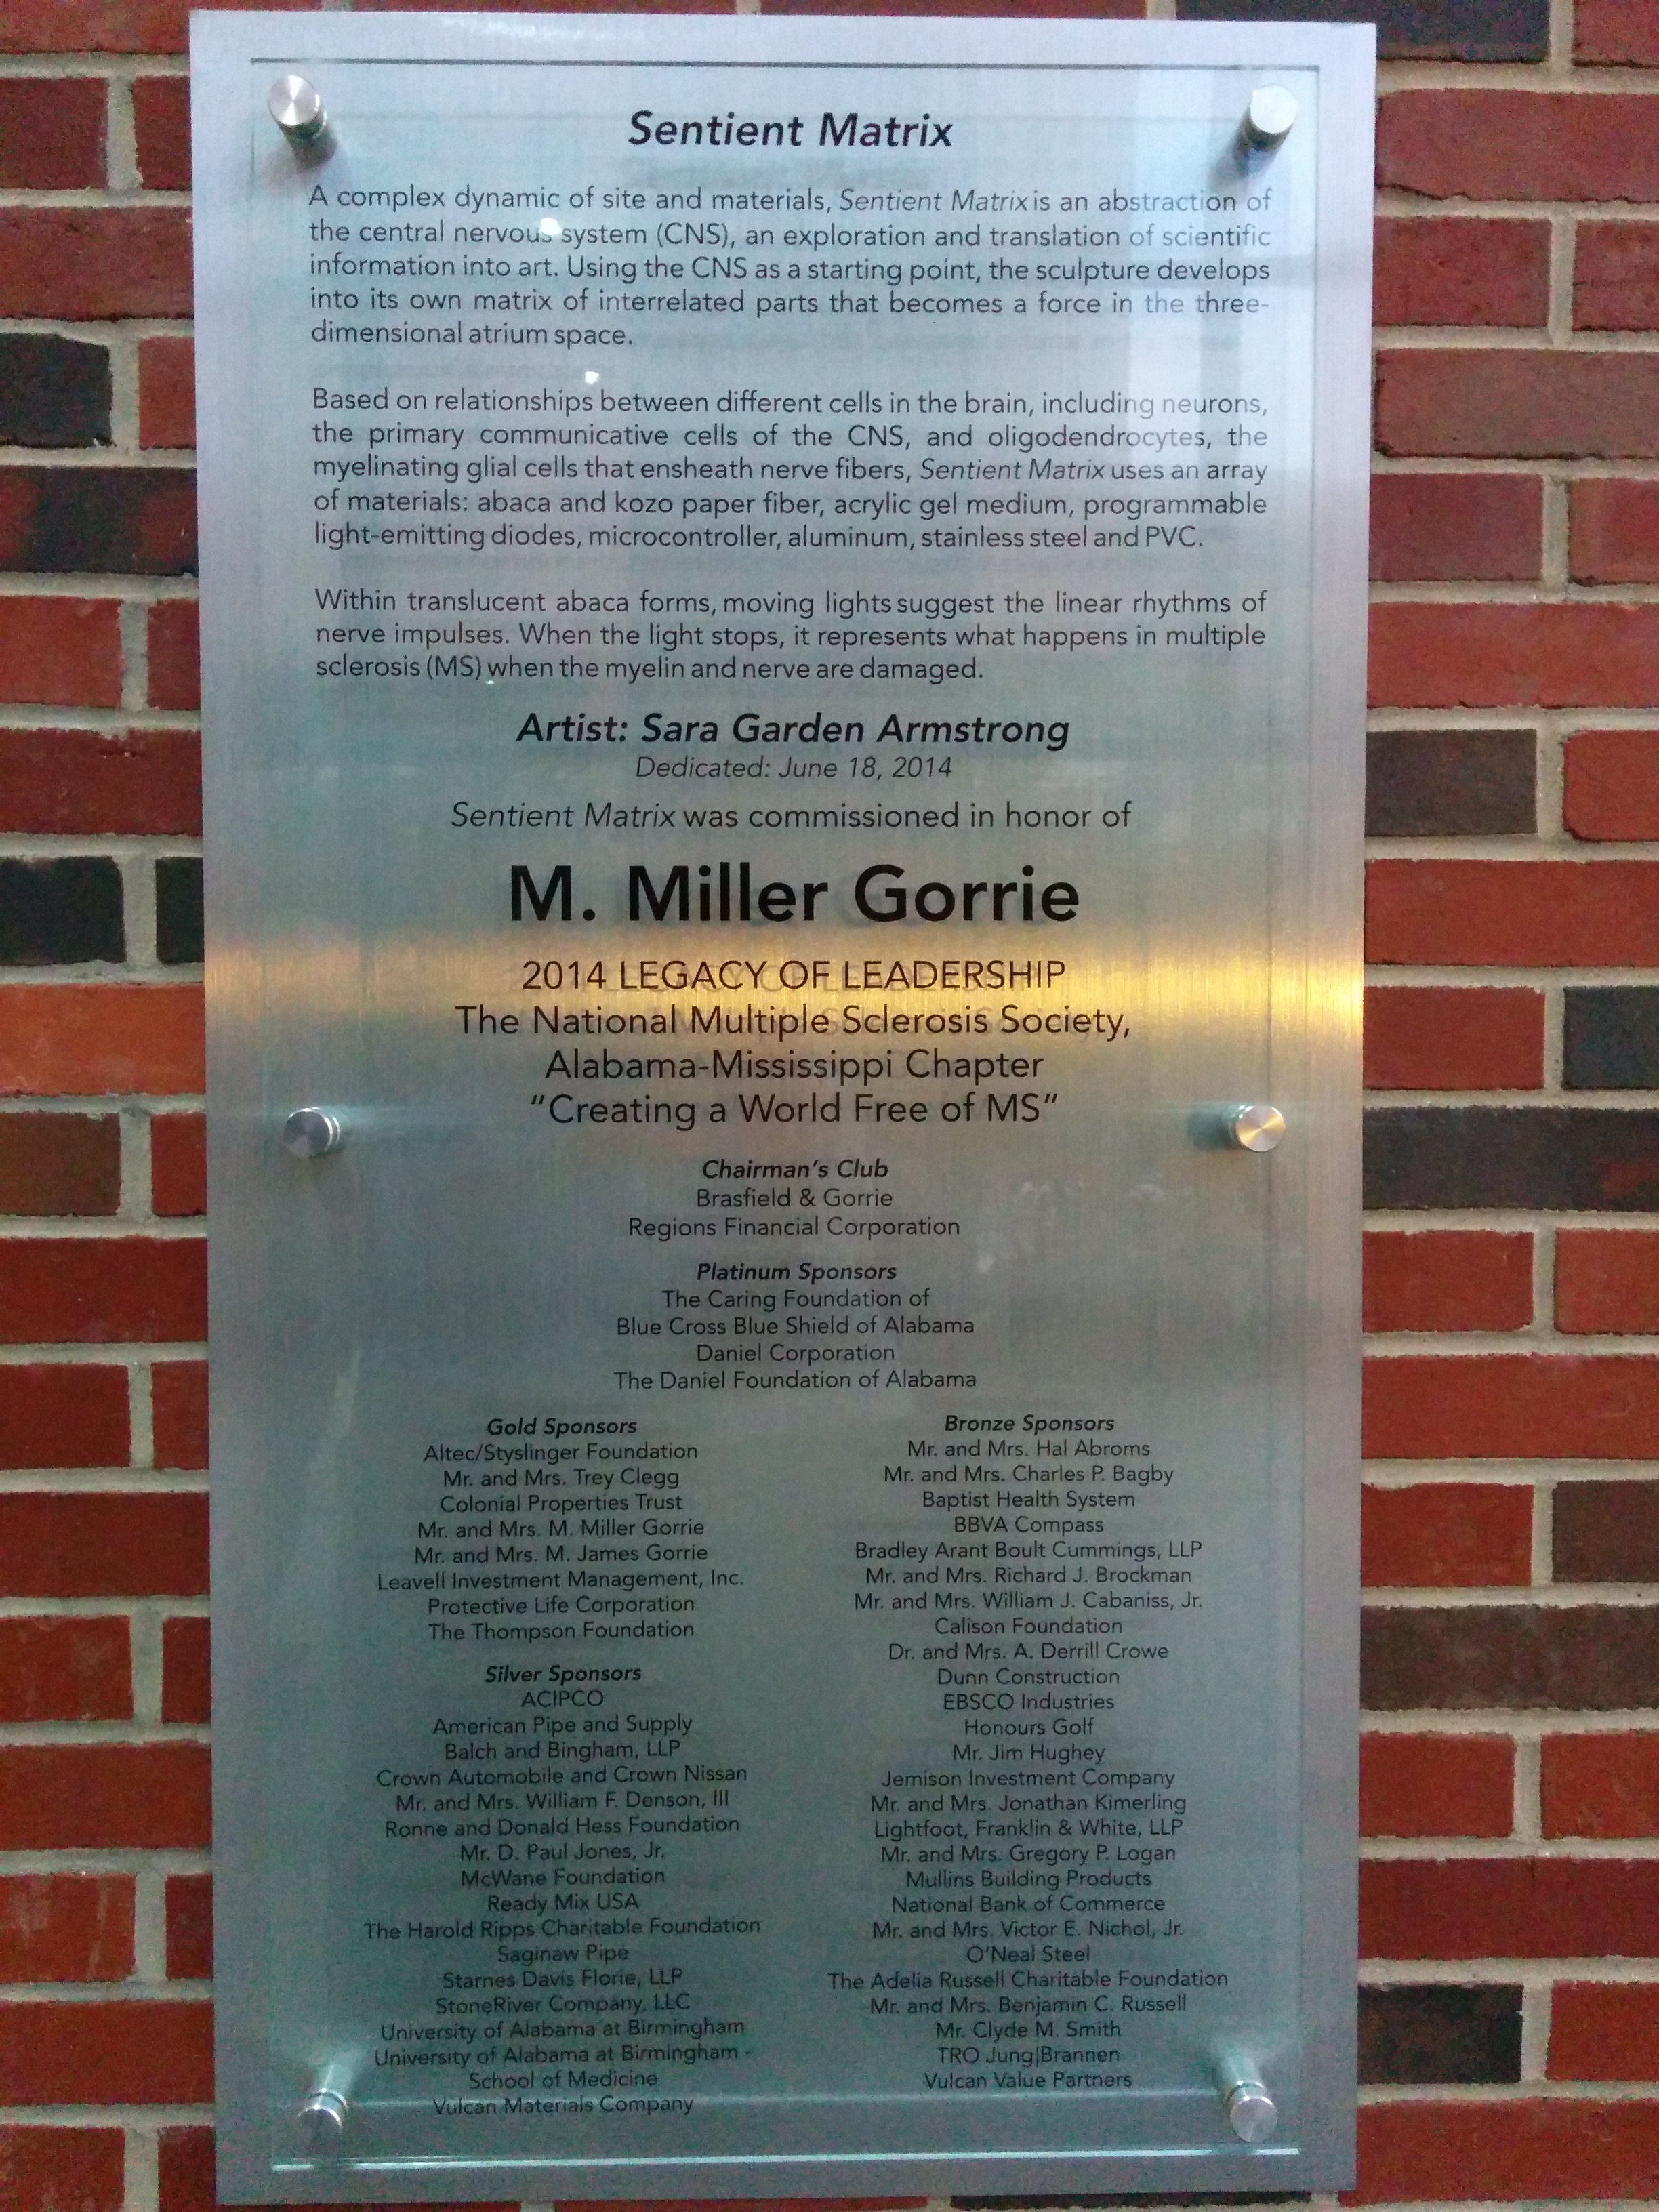 Sentient Matrix
A complex dynamic of site and materials, Sentient Matrix is an abstraction of
the central nervous system (CNS), an exploration and translation of scientific
information into art. Using the CNS as a starting point, the sculpture develops
into its own matrix of interrelated parts that becomes a force in the three-
dimensional atrium space.
Based on relationships between different cells in the brain, including neurons,
the primary communicative cells of the CNS, and oligodendrocytes, the
myelinating glial cells that ensheath nerve fibers, Sentient Matrix uses an array
of materials: abaca and kozo paper fiber, acrylic gel medium, programmable
light-emitting diodes, microcontroller, aluminum, stainless steel and PVC.
Within translucent abaca forms, moving lights suggest the linear rhythms of
nerve impulses. When the light stops, it represents what happens in multiple
sclerosis (MS) when the myelin and nerve are damaged.
Artist: Sara Garden Armstrong
Dedicated: June 18, 2014
Sentient Matrix was commissioned in honor of
M. Miller Gorrie
2014 LEGACY OF LEADERSHIP
The National Multiple Sclerosis Society,
Alabama-Mississippi Chapter
"Creating a World Free of MS"
Chairman's Club
Brasfield & Gorrie
Regions Financial Corporation
Platinum Sponsors
The Caring Foundation of
Blue Cross Blue Shield of Alabama
Daniel Corporation
The Daniel Foundation of Alabama
Gold Sponsors
Altec/Styslinger Foundation
Mr. and Mrs. Trey Clegg
Colonial Properties Trust
Mr. and Mrs. M. Miller Gorrie
Mr. and Mrs. M. James Gorrie
Leavell Investment Management, Inc.
Protective Life Corporation
The Thompson Foundation
Silver Sponsors
ACIPCO
American Pipe and Supply
Balch and Bingham, LLP
Crown Automobile and Crown Nissan
Mr. and Mrs. William F. Denson, III
Ronne and Donald Hess Foundation
Mr. D. Paul Jones, Jr.
McWane Foundation
Ready Mix USA
The Harold Ripps Charitable Foundation
Saginaw Pipe
Starnes Davis Florie, LLP
StoneRiver Company, LLC
University of Alabama at Birmingham
University of Alabama at Birmingham -
School of Medicine
Vulcan Materials Company
Bronze Sponsors
Mr. and Mrs. Hal Abroms
Mr. and Mrs. Charles P. Bagby
Baptist Health System
BBVA Compass
Bradley Arant Boult Cummings, LLP
Mr. and Mrs. Richard J. Brockman
Mr. and Mrs. William J. Cabaniss, Jr.
Calison Foundation
Dr. and Mrs. A. Derrill Crowe
Dunn Construction
EBSCO Industries
Honours Golf
Mr. Jim Hughey
Jemison Investment Company
Mr. and Mrs. Jonathan Kimerling
Lightfoot, Franklin & White, LLP
Mr. and Mrs. Gregory P. Logan
Mullins Building Products
National Bank of Commerce
Mr. and Mrs. Victor E. Nichol, Jr.
O'Neal Steel
The Adelia Russell Charitable Foundation
Mr. and Mrs. Benjamin C. Russell
Mr. Clyde M. Smith
TRO Jung|Brannen
Vulcan Value Partners